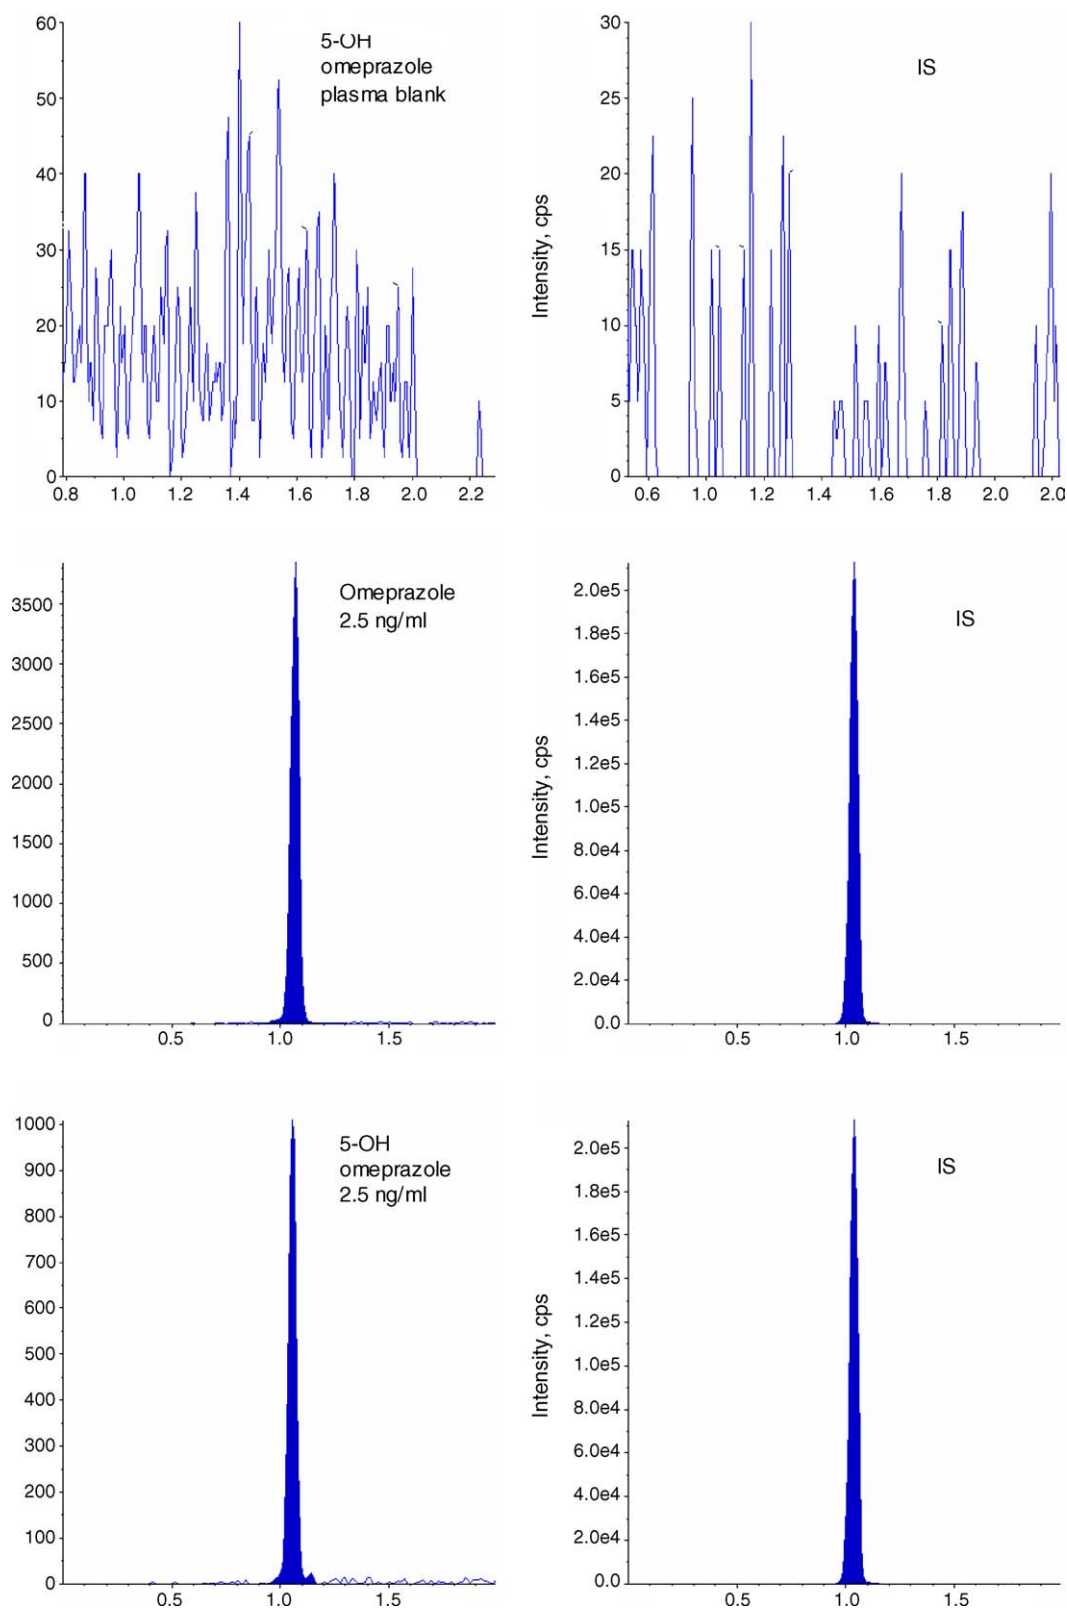 60
50
40
30
20
10
0
0.8 1.0 1.2 1.4 1.6 1.8 2.0 2.2
5-OH
omeprazole
plasma blank
Intensity, cps
30
25
20
15
10
5
0
0.6 1.0 1.2 1.4 1.6 1.8 2.0 2.0
IS
3500
3000
2500
2000
1500
1000
500
0
0.5 1.0 1.5
Omeprazole
2.5 ng/ml
Intensity, cps
2.0e5
1.8e5
1.6e5
1.4e5
1.2e5
1.0e5
8.0e4
6.0e4
4.0e4
2.0e4
0.0
0.5 1.0 1.5
IS
1000
900
800
700
600
500
400
300
200
100
0
0.5 1.0 1.5
5-OH
omeprazole
2.5 ng/ml
Intensity, cps
2.0e5
1.8e5
1.6e5
1.4e5
1.2e5
1.0e5
8.0e4
6.0e4
4.0e4
2.0e4
0.0
0.5 1.0 1.5
IS